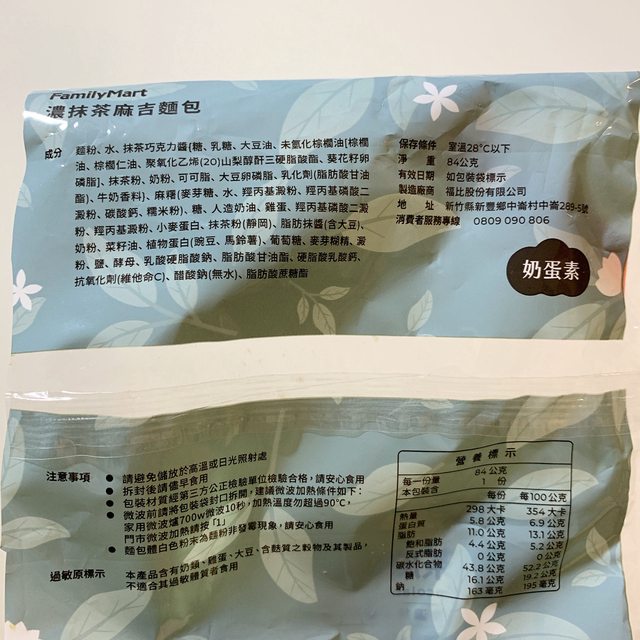 FamilyMart
濃抹茶麻吉麵包
成分 麵粉、水、抹茶巧克力醬{糖、乳糖、大豆油、未氫化棕櫚油[棕櫚
油、棕櫚仁油、聚氧化乙烯(20)山梨醇酐三硬脂酸酯、葵花籽卵
磷脂]、抹茶粉、奶粉、可可脂、大豆卵磷脂、乳化劑(脂肪酸甘油
酯)、牛奶香料}、麻糬(麥芽糖、水、羥丙基澱粉、羥丙基磷酸二
澱粉、碳酸鈣、糯米粉)、糖、人造奶油、雞蛋、羥丙基磷酸二澱
粉、羥丙基澱粉、小麥蛋白、抹茶粉(靜岡)、脂肪抹醬(含大豆)、
奶粉、菜籽油、植物蛋白(豌豆、馬鈴薯)、葡萄糖、麥芽糊精、澱
粉、鹽、酵母、乳酸硬脂酸鈉、脂肪酸甘油酯、硬脂酸乳酸鈣、
抗氧化劑(維他命C)、醋酸鈉(無水)、脂肪酸蔗糖酯
保存條件 室溫28°C以下
淨 重 84公克
有效日期 如包裝袋標示
製造廠商 福比股份有限公司
地 址 新竹縣新豐鄉中崙村中崙289-5號
消費者服務專線 0809 090 806
奶蛋素
注意事項 ● 請避免儲放於高溫或日光照射處
● 拆封後請儘早食用
● 包裝材質經第三方公正檢驗單位檢驗合格，請安心食用
● 微波前請將包裝袋封口拆開，建議微波加熱條件如下：
家用微波爐700w微波10秒，加熱溫度勿超過90°C，
門市微波加熱請按「1」
● 麵包體白色粉末為麵粉非發霉現象，請安心食用
過敏原標示 本產品含有奶類、雞蛋、大豆、含麩質之穀物及其製品，
不適合其過敏體質者食用
營養標示
每一份量 84 公克
本包裝含 1 份
每份 每100公克
熱量 298 大卡 354 大卡
蛋白質 5.8 公克 6.9 公克
脂肪 11.0 公克 13.1 公克
飽和脂肪 4.4 公克 5.2 公克
反式脂肪 0 公克 0 公克
碳水化合物 43.8 公克 52.2 公克
糖 16.1 公克 19.2 公克
鈉 163 毫克 195 毫克